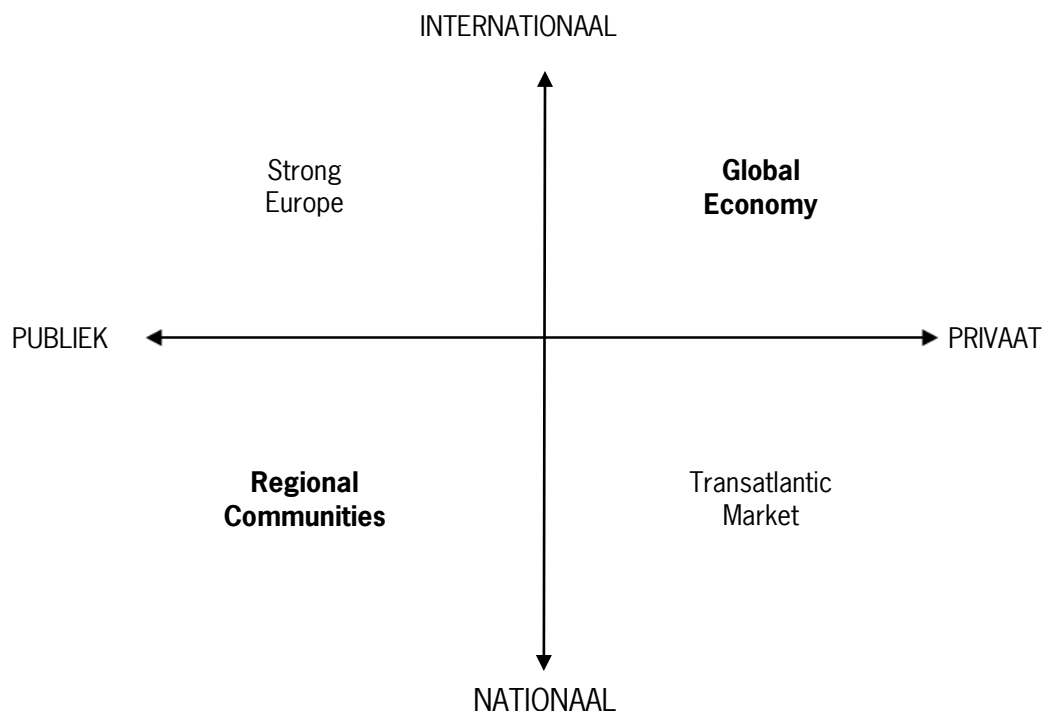 INTERNATIONAAL
Strong
Europe
Global
Economy
PUBLIEK
PRIVAAT
Regional
Communities
Transatlantic
Market
NATIONAAL